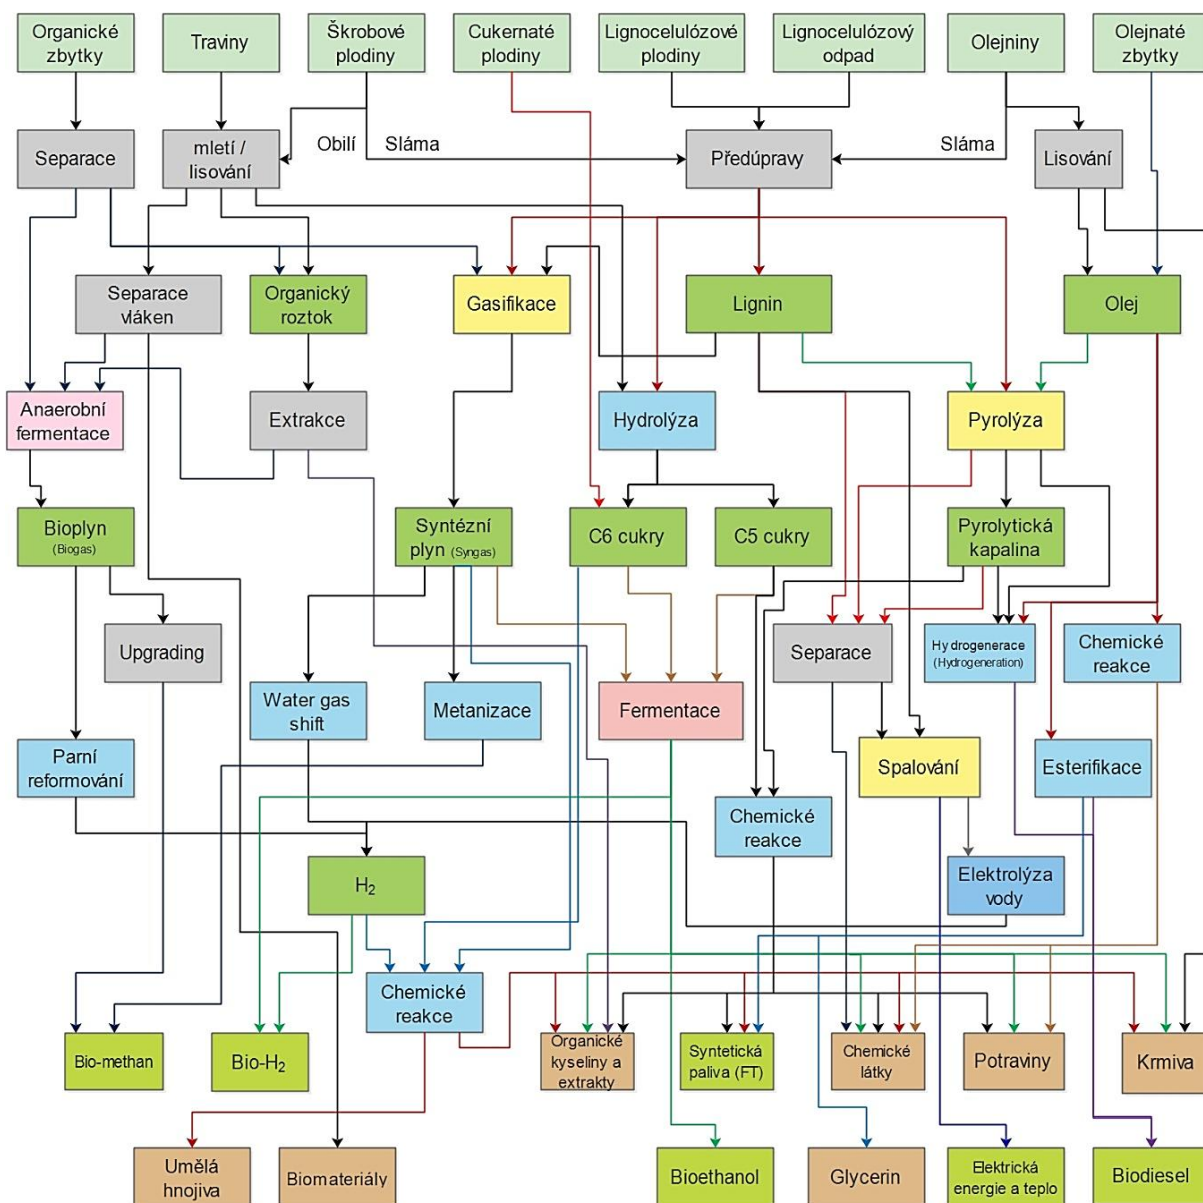 Organické
zbytky
Traviny
Škrobové
plodiny
Cukernaté
plodiny
Lignocelulózové
plodiny
Lignocelulózový
odpad
Olejniny
Olejnaté
zbytky
Separace
mletí /
lisování
Obilí
Sláma
Předúpravy
Sláma
Lisování
Separace
vláken
Organický
roztok
Gasifikace
Lignin
Olej
Anaerobní
fermentace
Extrakce
Hydrolýza
Pyrolýza
Bioplyn
(Biogas)
Syntézní
plyn (Syngas)
C6 cukry
C5 cukry
Pyrolytická
kapalina
Upgrading
Separace
Hydrogenerace
(Hydrogeneration)
Chemické
reakce
Water gas
shift
Metanizace
Fermentace
Parní
reformování
Spalování
Esterifikace
Chemické
reakce
H₂
Elektrolýza
vody
Chemické
reakce
Bio-methan
Bio-H₂
Organické
kyseliny a
extrakty
Syntetická
paliva (FT)
Chemické
látky
Potraviny
Krmiva
Umělá
hnojiva
Biomateriály
Bioethanol
Glycerin
Elektrická
energie a teplo
Biodiesel